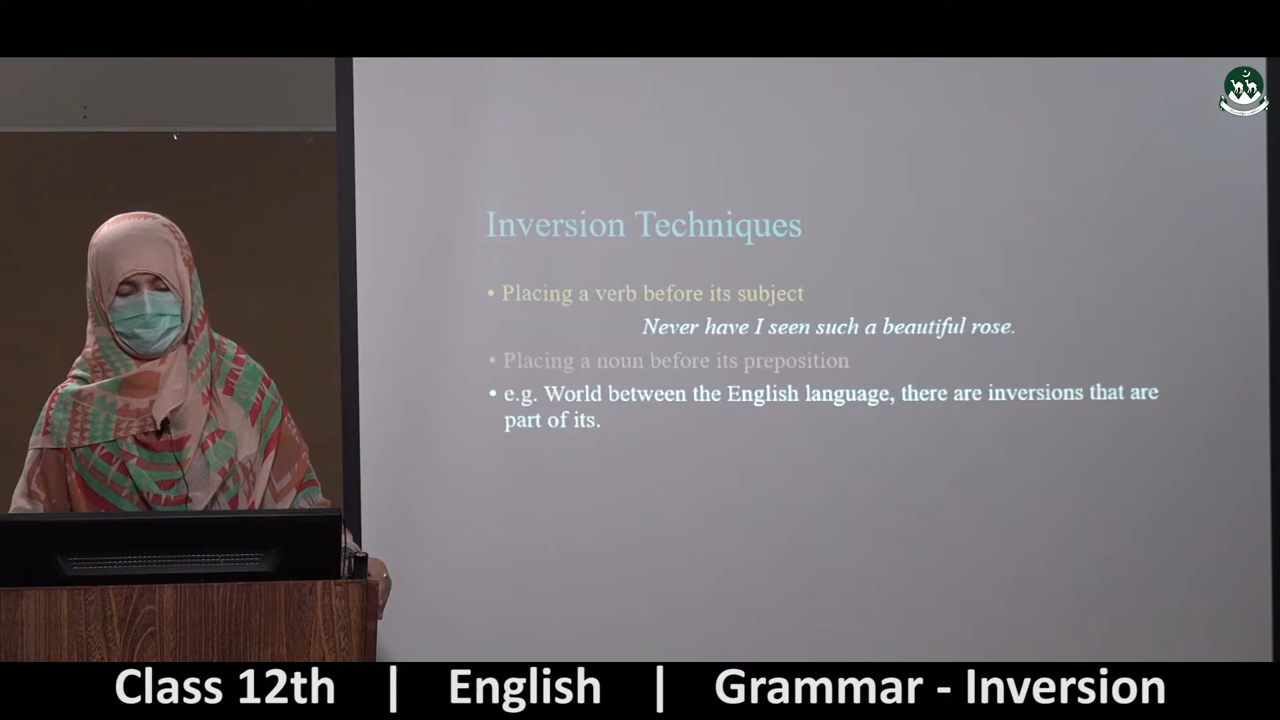 Inversion Techniques
• Placing a verb before its subject
Never have I seen such a beautiful rose.
• Placing a noun before its preposition
• e.g. World between the English language, there are inversions that are
part of its.
Class 12th | English | Grammar - Inversion